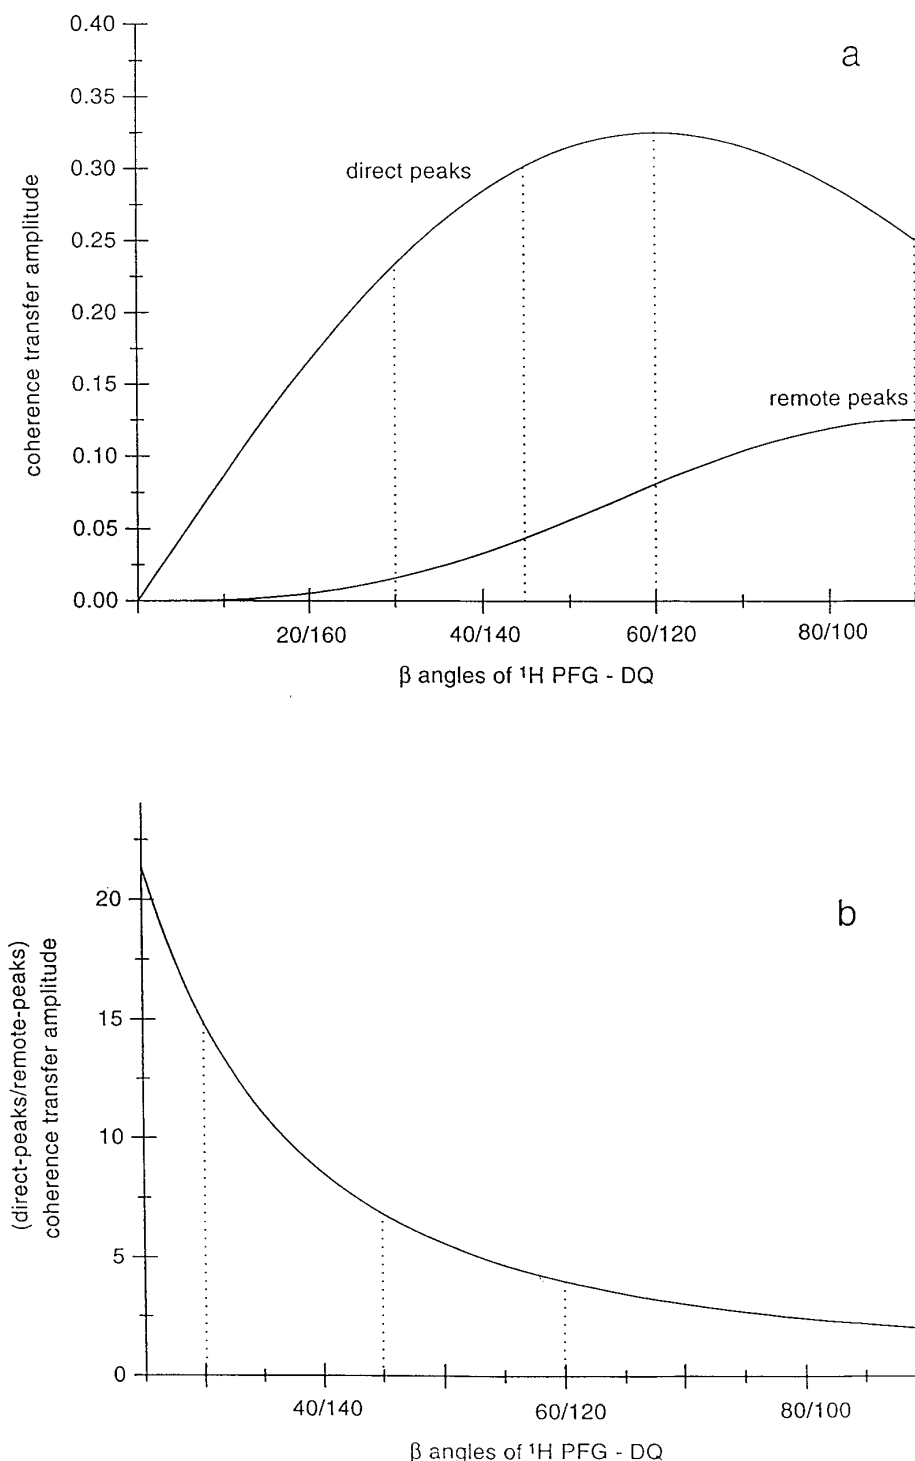 a
0.40
0.35
0.30
0.25
0.20
0.15
0.10
0.05
0.00
coherence transfer amplitude
direct peaks
remote peaks
20/160 40/140 60/120 80/100
β angles of ¹H PFG - DQ
b
20
15
10
5
0
(direct-peaks/remote-peaks)
coherence transfer amplitude
40/140 60/120 80/100
β angles of ¹H PFG - DQ